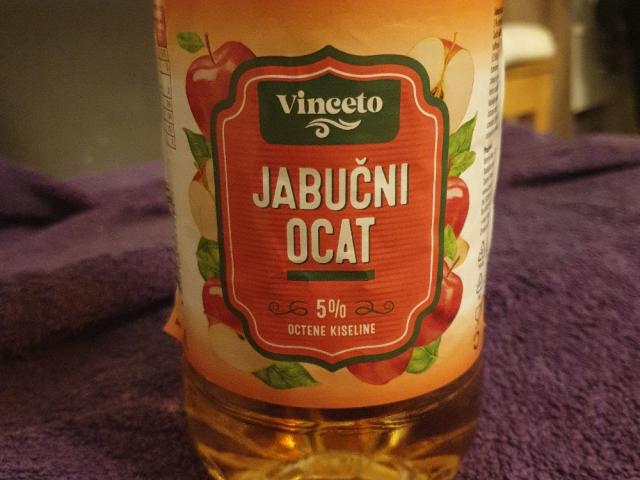 Vinceto
JABUČNI
OCAT
5%
OCTENE KISELINE